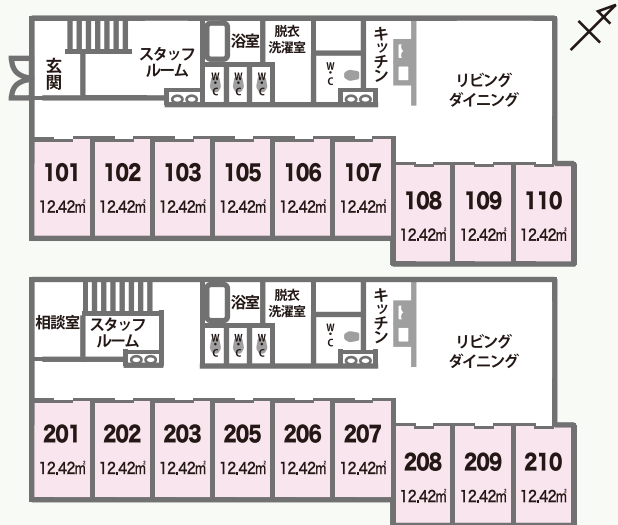 玄関
スタッフ
ルーム
浴室
脱衣
洗濯室
W・C
W・C
W・C
W・C
キッチン
リビング
ダイニング
101
12.42㎡
102
12.42㎡
103
12.42㎡
105
12.42㎡
106
12.42㎡
107
12.42㎡
108
12.42㎡
109
12.42㎡
110
12.42㎡
相談室
スタッフ
ルーム
浴室
脱衣
洗濯室
W・C
W・C
W・C
W・C
キッチン
リビング
ダイニング
201
12.42㎡
202
12.42㎡
203
12.42㎡
205
12.42㎡
206
12.42㎡
207
12.42㎡
208
12.42㎡
209
12.42㎡
210
12.42㎡